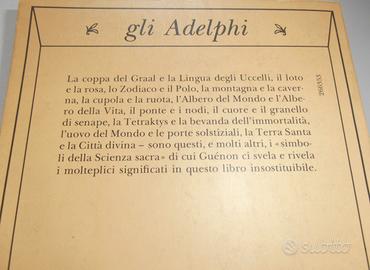 gli Adelphi
La coppa del Graal e la Lingua degli Uccelli, il loto
e la rosa, lo Zodiaco e il Polo, la montagna e la caver-
na, la cupola e la ruota, l'Albero del Mondo e l'Albe-
ro della Vita, il ponte e i nodi, il cuore e il granello
di senape, la Tetraktys e la bevanda dell'immortalità,
l'uovo del Mondo e le porte solstiziali, la Terra Santa
e la Città divina – sono questi, e molti altri, i «simbo-
li della Scienza sacra» di cui Guénon ci svela e rivela
i molteplici significati in questo libro insostituibile.
subito